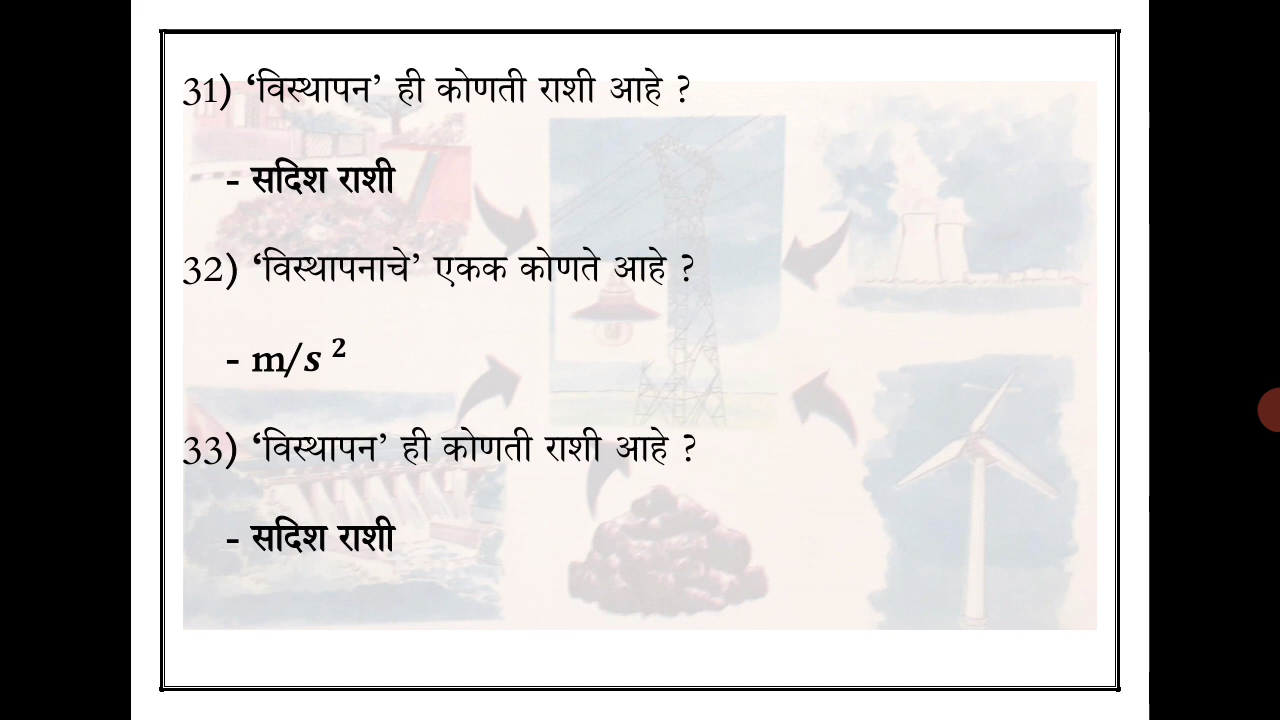 31) ‘विस्थापन’ ही कोणती राशी आहे ?
- सदिश राशी
32) ‘विस्थापनाचे’ एकक कोणते आहे ?
- m/s ²
33) ‘विस्थापन’ ही कोणती राशी आहे ?
- सदिश राशी